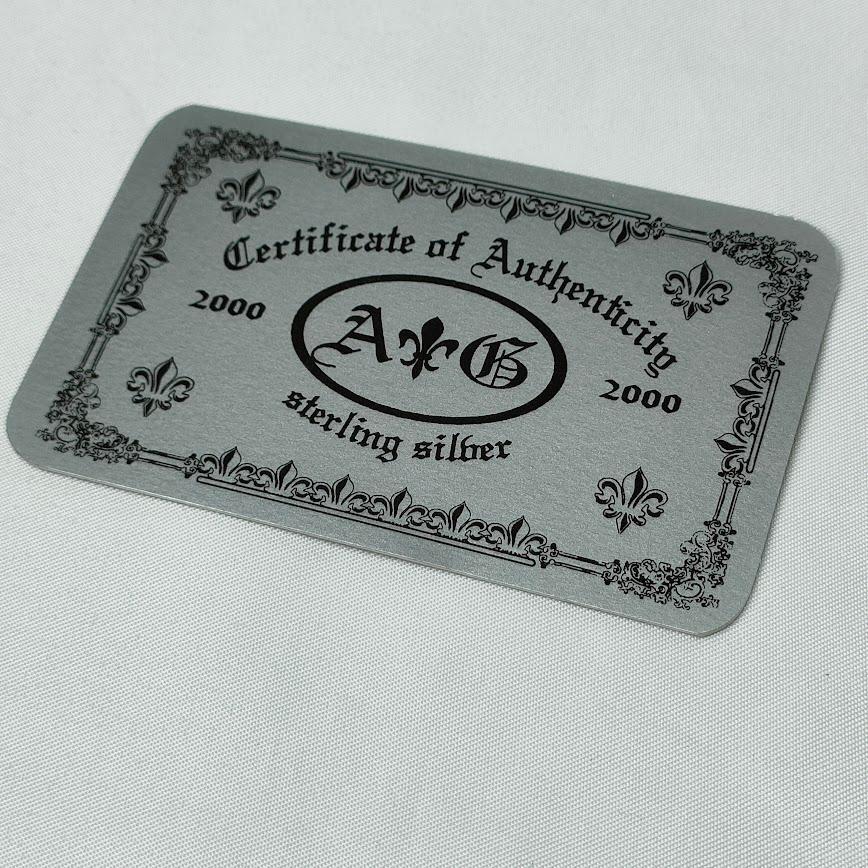 Certificate of Authenticity
2000
A G
2000
sterling silver